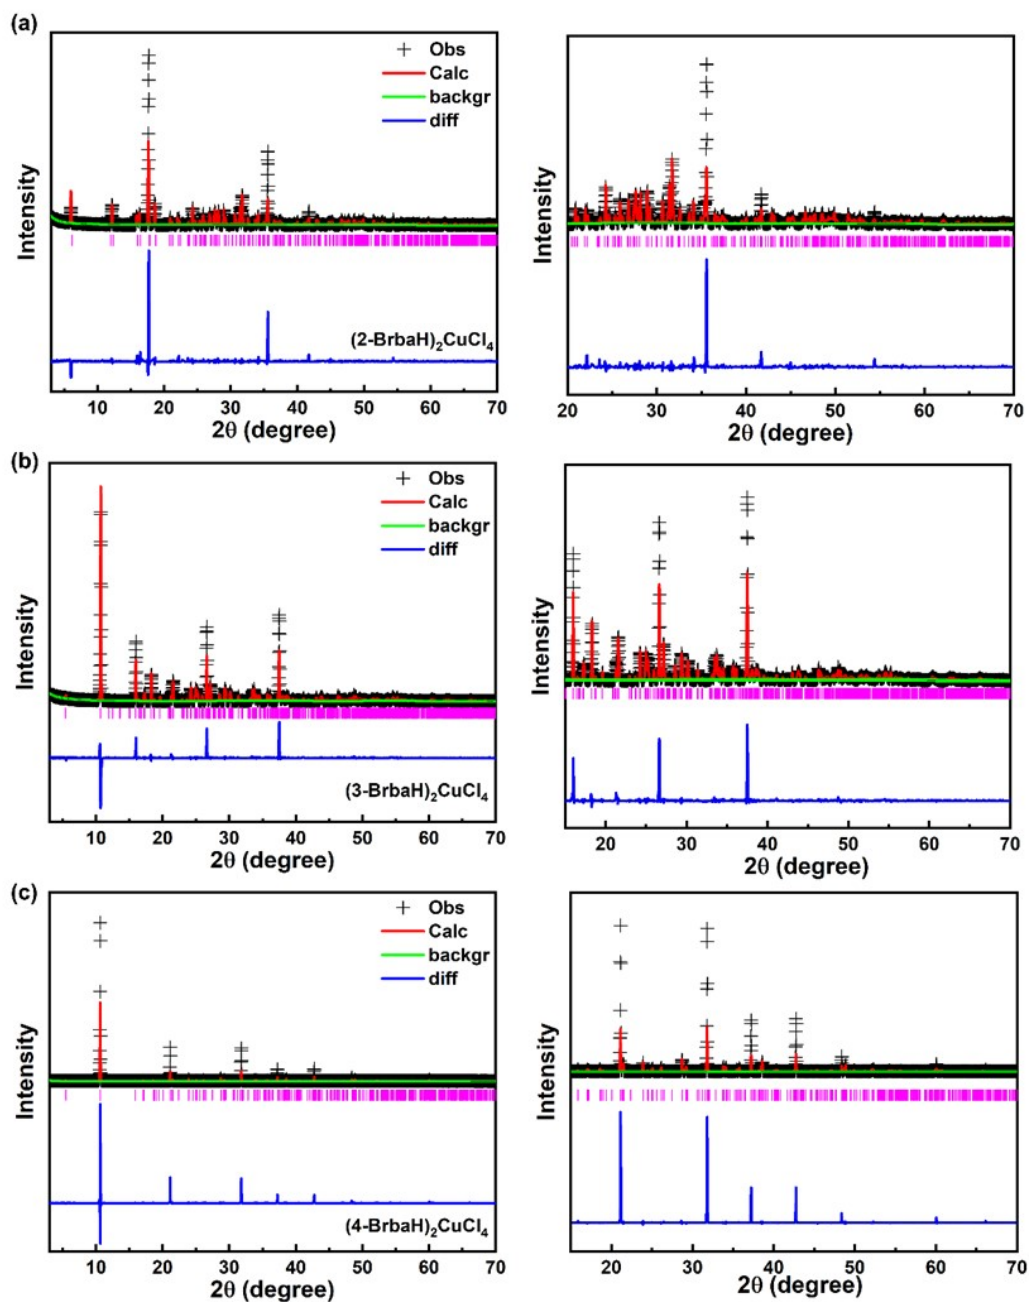 (a)
Obs
Calc
backgr
diff
Intensity
(2-BrbaH)₂CuCl₄
10 20 30 40 50 60 70
2θ (degree)
Intensity
20 30 40 50 60 70
2θ (degree)
(b)
Obs
Calc
backgr
diff
Intensity
(3-BrbaH)₂CuCl₄
10 20 30 40 50 60 70
2θ (degree)
Intensity
20 30 40 50 60 70
2θ (degree)
(c)
Obs
Calc
backgr
diff
Intensity
(4-BrbaH)₂CuCl₄
10 20 30 40 50 60 70
2θ (degree)
Intensity
20 30 40 50 60 70
2θ (degree)